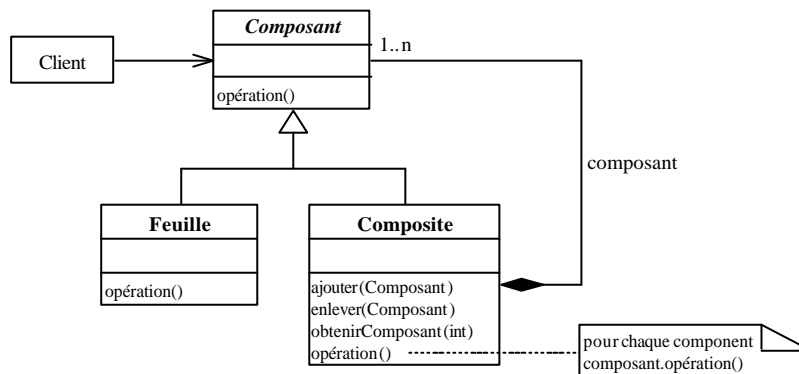 Composant
1..n
Client
opération()
composant
Feuille
opération()
Composite
ajouter(Composant)
enlever(Composant)
obtenirComposant(int)
opération()
pour chaque component
composant.opération()